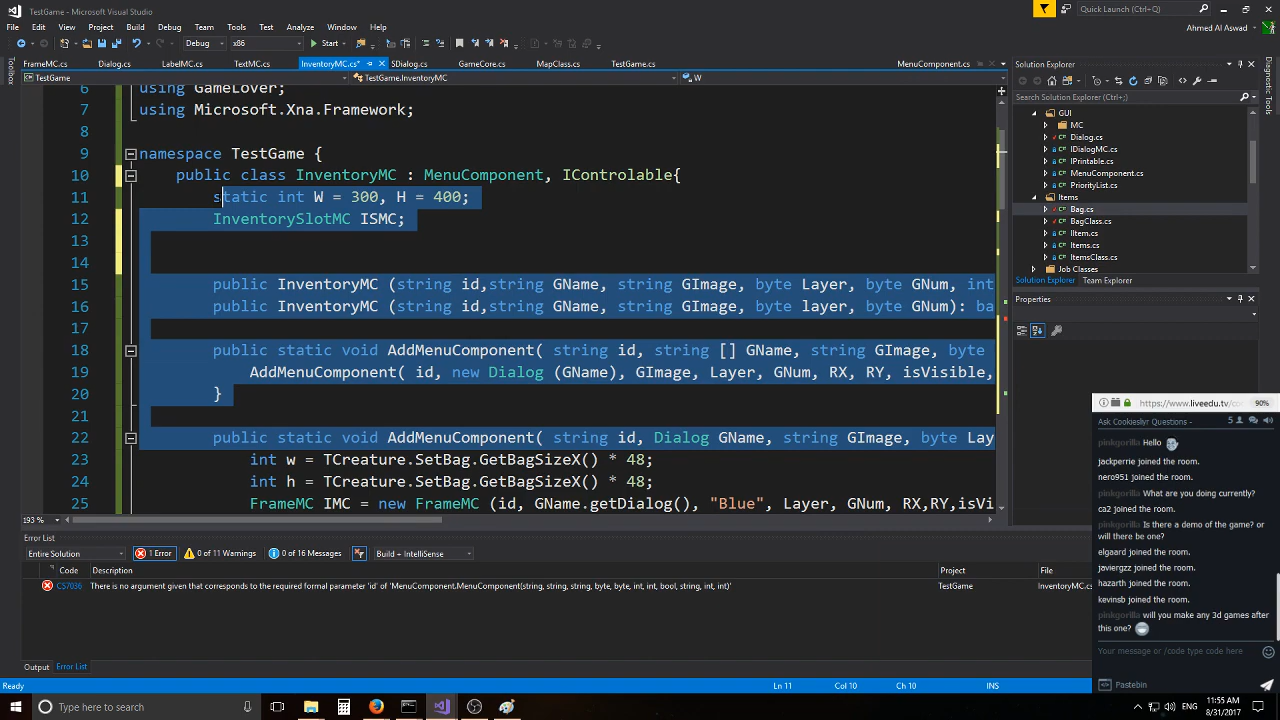 TestGame - Microsoft Visual Studio
Quick Launch (Ctrl+Q)
File Edit View Project Build Debug Team Tools Test Analyze Window Help
Ahmed Al Aswad
Debug x86 Start
FrameMC.cs Dialog.cs LabelMC.cs TextMC.cs InventoryMC.cs* SDialog.cs GameCore.cs MapClass.cs TestGame.cs MenuComponent.cs
TestGame TestGame.InventoryMC W
Toolbox
6 using GameLover;
7 using Microsoft.Xna.Framework;
8
9 namespace TestGame {
10 public class InventoryMC : MenuComponent, IControlable{
11 static int W = 300, H = 400;
12 InventorySlotMC ISMC;
13
14
15 public InventoryMC (string id,string GName, string GImage, byte Layer, byte GNum, int
16 public InventoryMC (string id,string GName, string GImage, byte layer, byte GNum): ba
17
18 public static void AddMenuComponent( string id, string [] GName, string GImage, byte
19 AddMenuComponent( id, new Dialog (GName), GImage, Layer, GNum, RX, RY, isVisible,
20 }
21
22 public static void AddMenuComponent( string id, Dialog GName, string GImage, byte Lay
23 int w = TCreature.SetBag.GetBagSizeX() * 48;
24 int h = TCreature.SetBag.GetBagSizeX() * 48;
25 FrameMC IMC = new FrameMC (id, GName.getDialog(), "Blue", Layer, GNum, RX,RY,isVi
193 %
Solution Explorer
Search Solution Explorer (Ctrl+;)
GUI
MC
Dialog.cs
IDialogMC.cs
IPrintable.cs
MenuComponent.cs
PriorityList.cs
Items
Bag.cs
BagClass.cs
IItem.cs
Items.cs
ItemsClass.cs
Job Classes
Solution Explorer Team Explorer
Properties
Diagnostic Tools
Error List
Entire Solution 1 Error 0 of 11 Warnings 0 of 16 Messages Build + IntelliSense
Code Description Project File
CS7036 There is no argument given that corresponds to the required formal parameter 'id' of 'MenuComponent.MenuComponent(string, string, string, byte, byte, int, int, bool, string, int, int)' TestGame InventoryMC.cs
Output Error List
Ready Ln 11 Col 10 Ch 10 INS
https://www.liveedu.tv/co 90%
Ask Cookieslyr Questions - 5
pinkgorilla Hello
jackperrie joined the room.
nero951 joined the room.
pinkgorilla What are you doing currently?
ca2 joined the room.
pinkgorilla Is there a demo of the game? or
will there be one?
elgaard joined the room.
javiergzz joined the room.
hazarth joined the room.
kevinsb joined the room.
pinkgorilla will you make any 3d games after
this one?
Your message or /code type code here
Pastebin
Type here to search
ENG
11:55 AM
8/31/2017